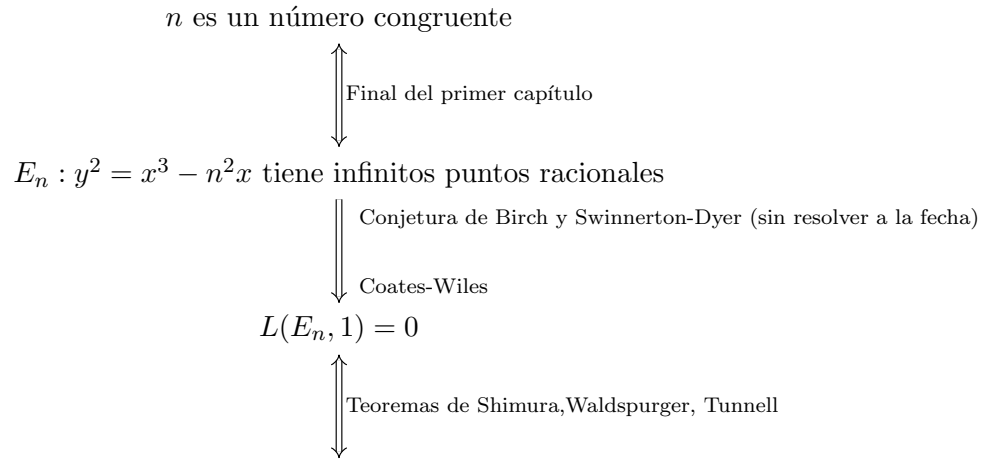 n es un número congruente
Final del primer capítulo
E_n : y^2 = x^3 − n^2x tiene infinitos puntos racionales
Conjetura de Birch y Swinnerton-Dyer (sin resolver a la fecha)
Coates-Wiles
L(E_n, 1) = 0
Teoremas de Shimura,Waldspurger, Tunnell